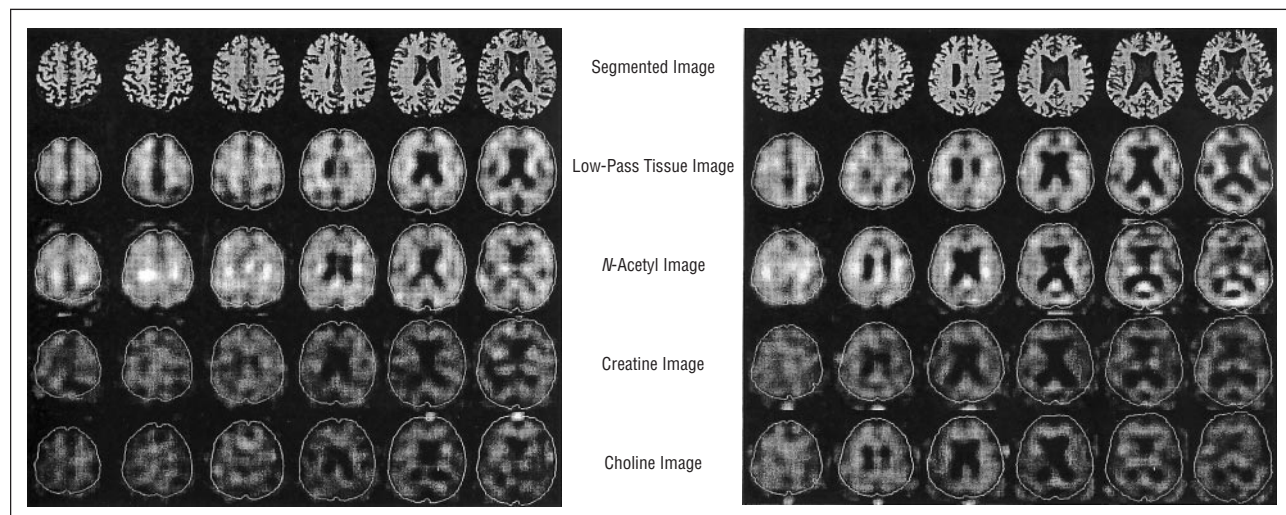 Segmented Image
Low-Pass Tissue Image
N-Acetyl Image
Creatine Image
Choline Image